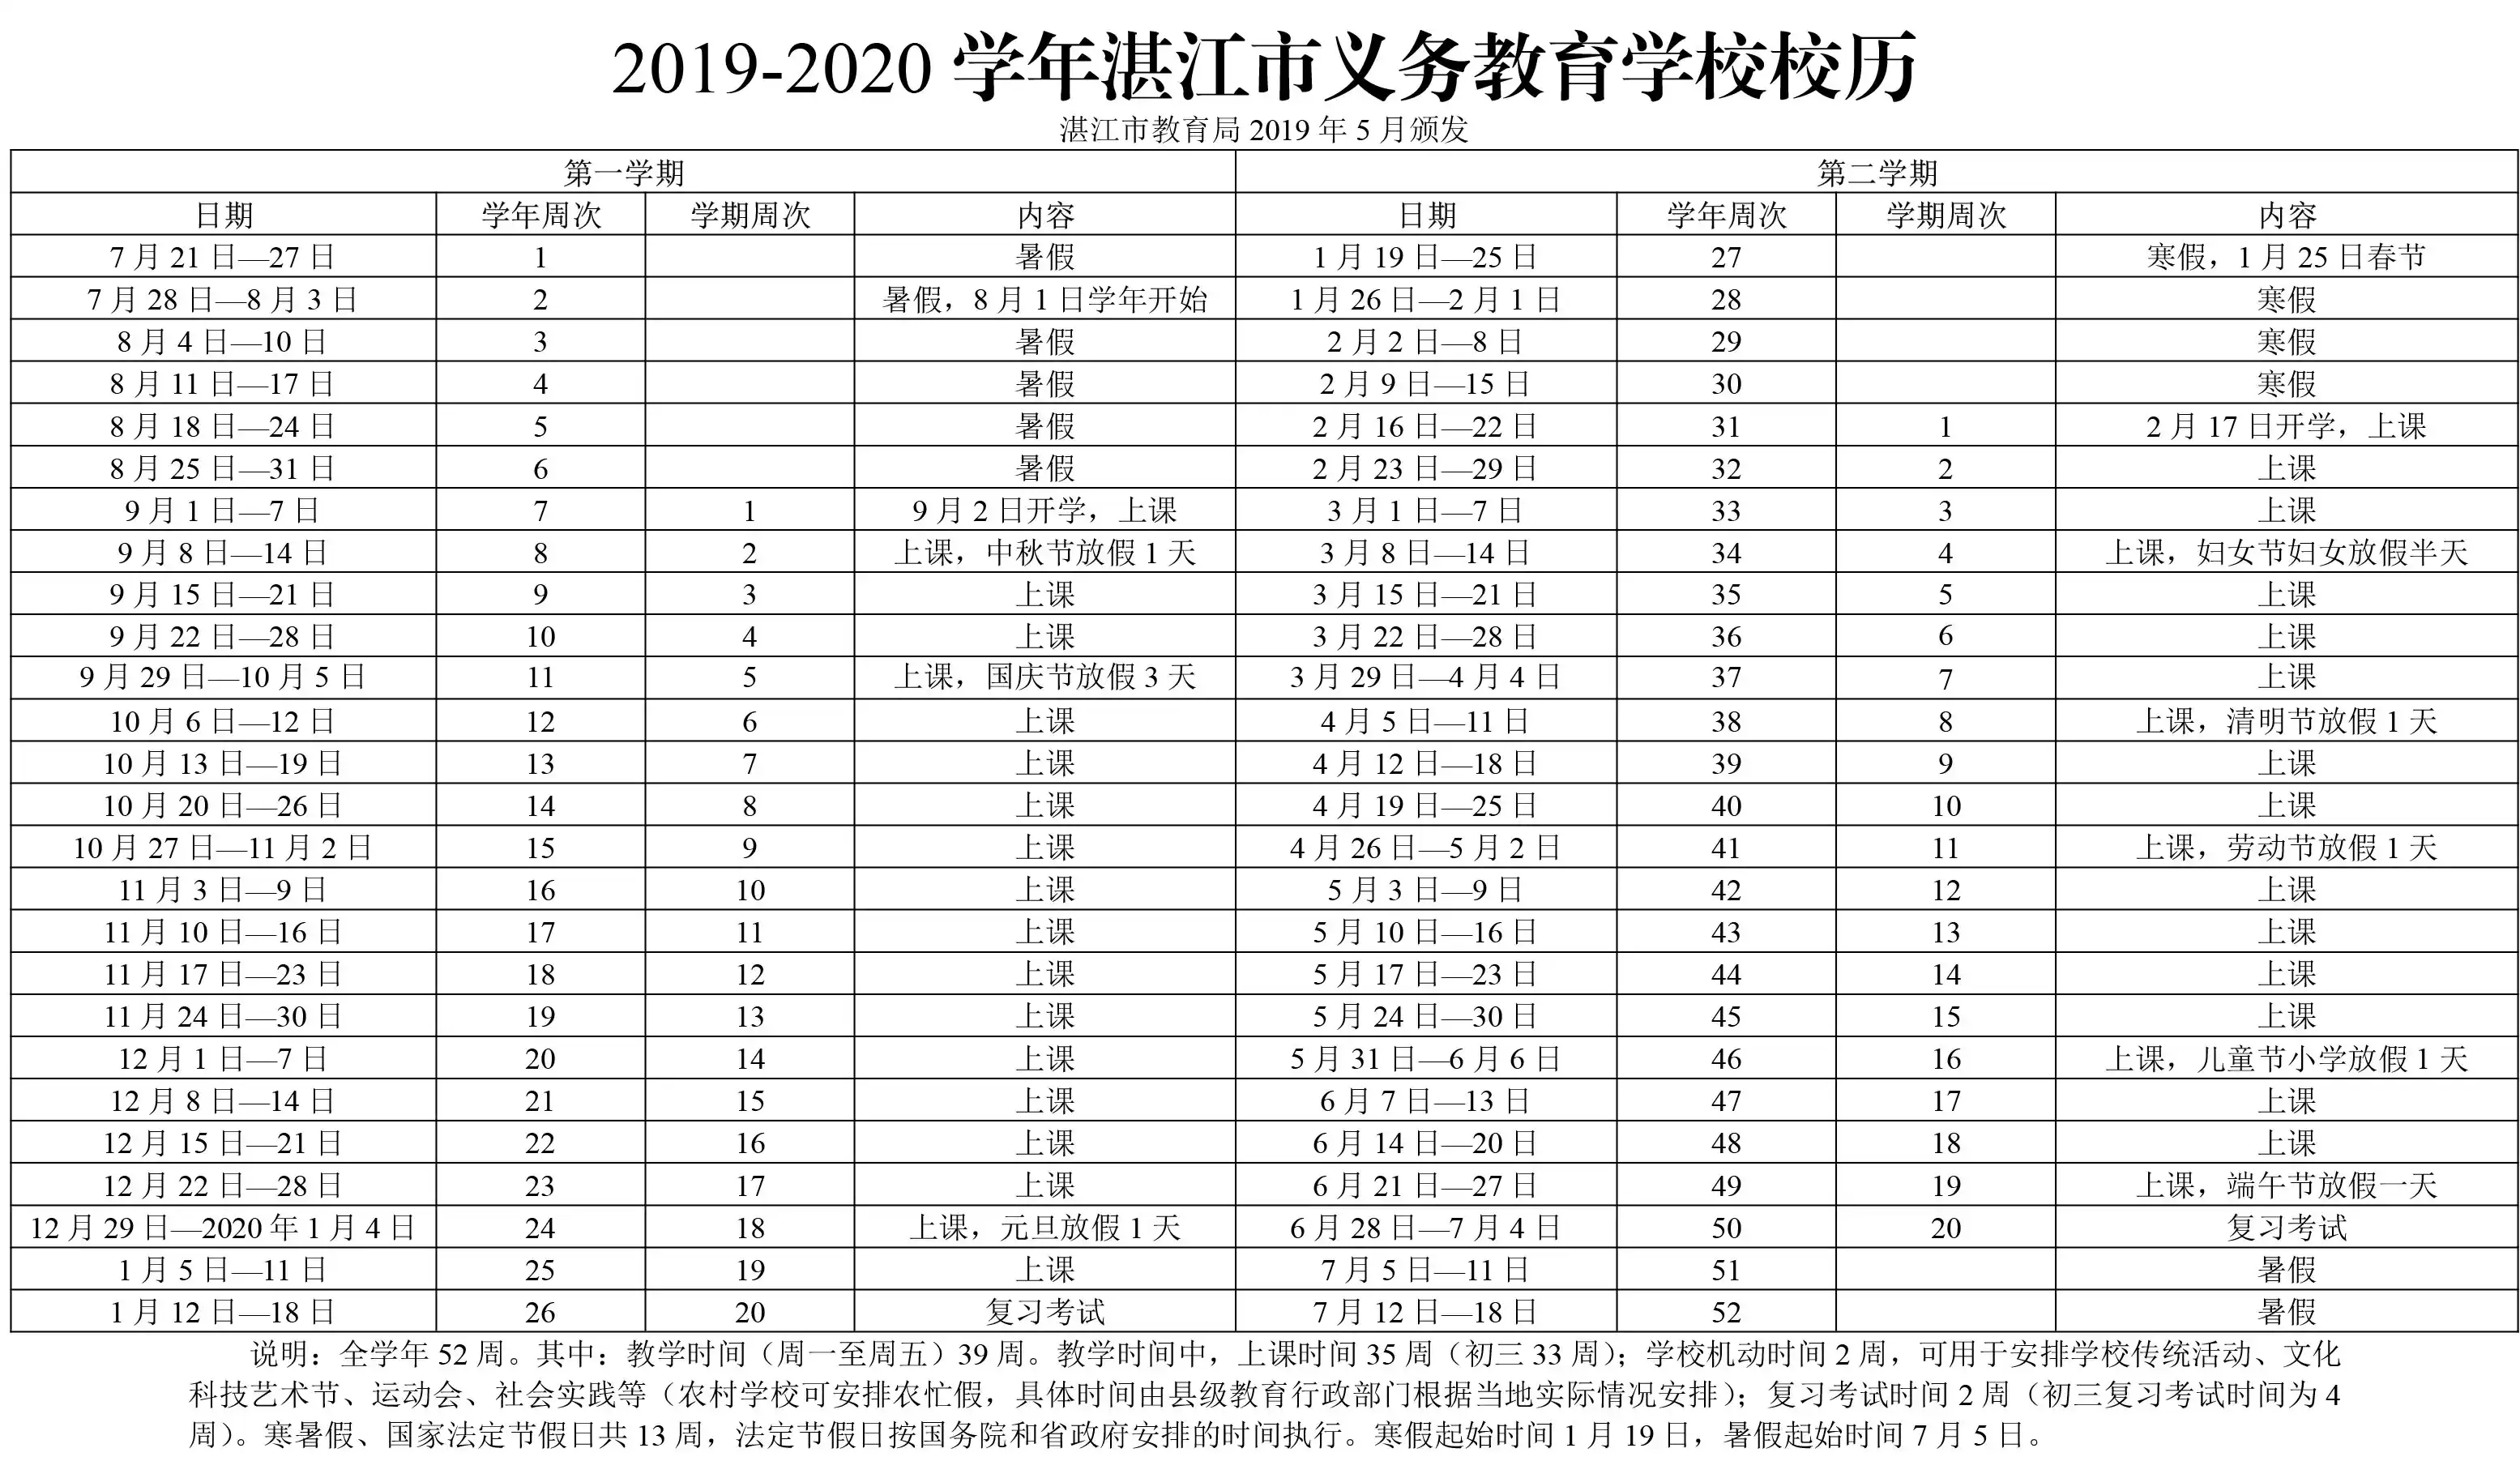 2019-2020 学年湛江市义务教育学校校历
湛江市教育局 2019 年 5 月颁发
第一学期 第二学期
日期 学年周次 学期周次 内容 日期 学年周次 学期周次 内容
7 月 21 日—27 日 1 暑假 1 月 19 日—25 日 27 寒假，1 月 25 日春节
7 月 28 日—8 月 3 日 2 暑假，8 月 1 日学年开始 1 月 26 日—2 月 1 日 28 寒假
8 月 4 日—10 日 3 暑假 2 月 2 日—8 日 29 寒假
8 月 11 日—17 日 4 暑假 2 月 9 日—15 日 30 寒假
8 月 18 日—24 日 5 暑假 2 月 16 日—22 日 31 1 2 月 17 日开学，上课
8 月 25 日—31 日 6 暑假 2 月 23 日—29 日 32 2 上课
9 月 1 日—7 日 7 1 9 月 2 日开学，上课 3 月 1 日—7 日 33 3 上课
9 月 8 日—14 日 8 2 上课，中秋节放假 1 天 3 月 8 日—14 日 34 4 上课，妇女节妇女放假半天
9 月 15 日—21 日 9 3 上课 3 月 15 日—21 日 35 5 上课
9 月 22 日—28 日 10 4 上课 3 月 22 日—28 日 36 6 上课
9 月 29 日—10 月 5 日 11 5 上课，国庆节放假 3 天 3 月 29 日—4 月 4 日 37 7 上课
10 月 6 日—12 日 12 6 上课 4 月 5 日—11 日 38 8 上课，清明节放假 1 天
10 月 13 日—19 日 13 7 上课 4 月 12 日—18 日 39 9 上课
10 月 20 日—26 日 14 8 上课 4 月 19 日—25 日 40 10 上课
10 月 27 日—11 月 2 日 15 9 上课 4 月 26 日—5 月 2 日 41 11 上课，劳动节放假 1 天
11 月 3 日—9 日 16 10 上课 5 月 3 日—9 日 42 12 上课
11 月 10 日—16 日 17 11 上课 5 月 10 日—16 日 43 13 上课
11 月 17 日—23 日 18 12 上课 5 月 17 日—23 日 44 14 上课
11 月 24 日—30 日 19 13 上课 5 月 24 日—30 日 45 15 上课
12 月 1 日—7 日 20 14 上课 5 月 31 日—6 月 6 日 46 16 上课，儿童节小学放假 1 天
12 月 8 日—14 日 21 15 上课 6 月 7 日—13 日 47 17 上课
12 月 15 日—21 日 22 16 上课 6 月 14 日—20 日 48 18 上课
12 月 22 日—28 日 23 17 上课 6 月 21 日—27 日 49 19 上课，端午节放假一天
12 月 29 日—2020 年 1 月 4 日 24 18 上课，元旦放假 1 天 6 月 28 日—7 月 4 日 50 20 复习考试
1 月 5 日—11 日 25 19 上课 7 月 5 日—11 日 51 暑假
1 月 12 日—18 日 26 20 复习考试 7 月 12 日—18 日 52 暑假
说明：全学年 52 周。其中：教学时间（周一至周五）39 周。教学时间中，上课时间 35 周（初三 33 周）；学校机动时间 2 周，可用于安排学校传统活动、文化
科技艺术节、运动会、社会实践等（农村学校可安排农忙假，具体时间由县级教育行政部门根据当地实际情况安排）；复习考试时间 2 周（初三复习考试时间为 4
周）。寒暑假、国家法定节假日共 13 周，法定节假日按国务院和省政府安排的时间执行。寒假起始时间 1 月 19 日，暑假起始时间 7 月 5 日。